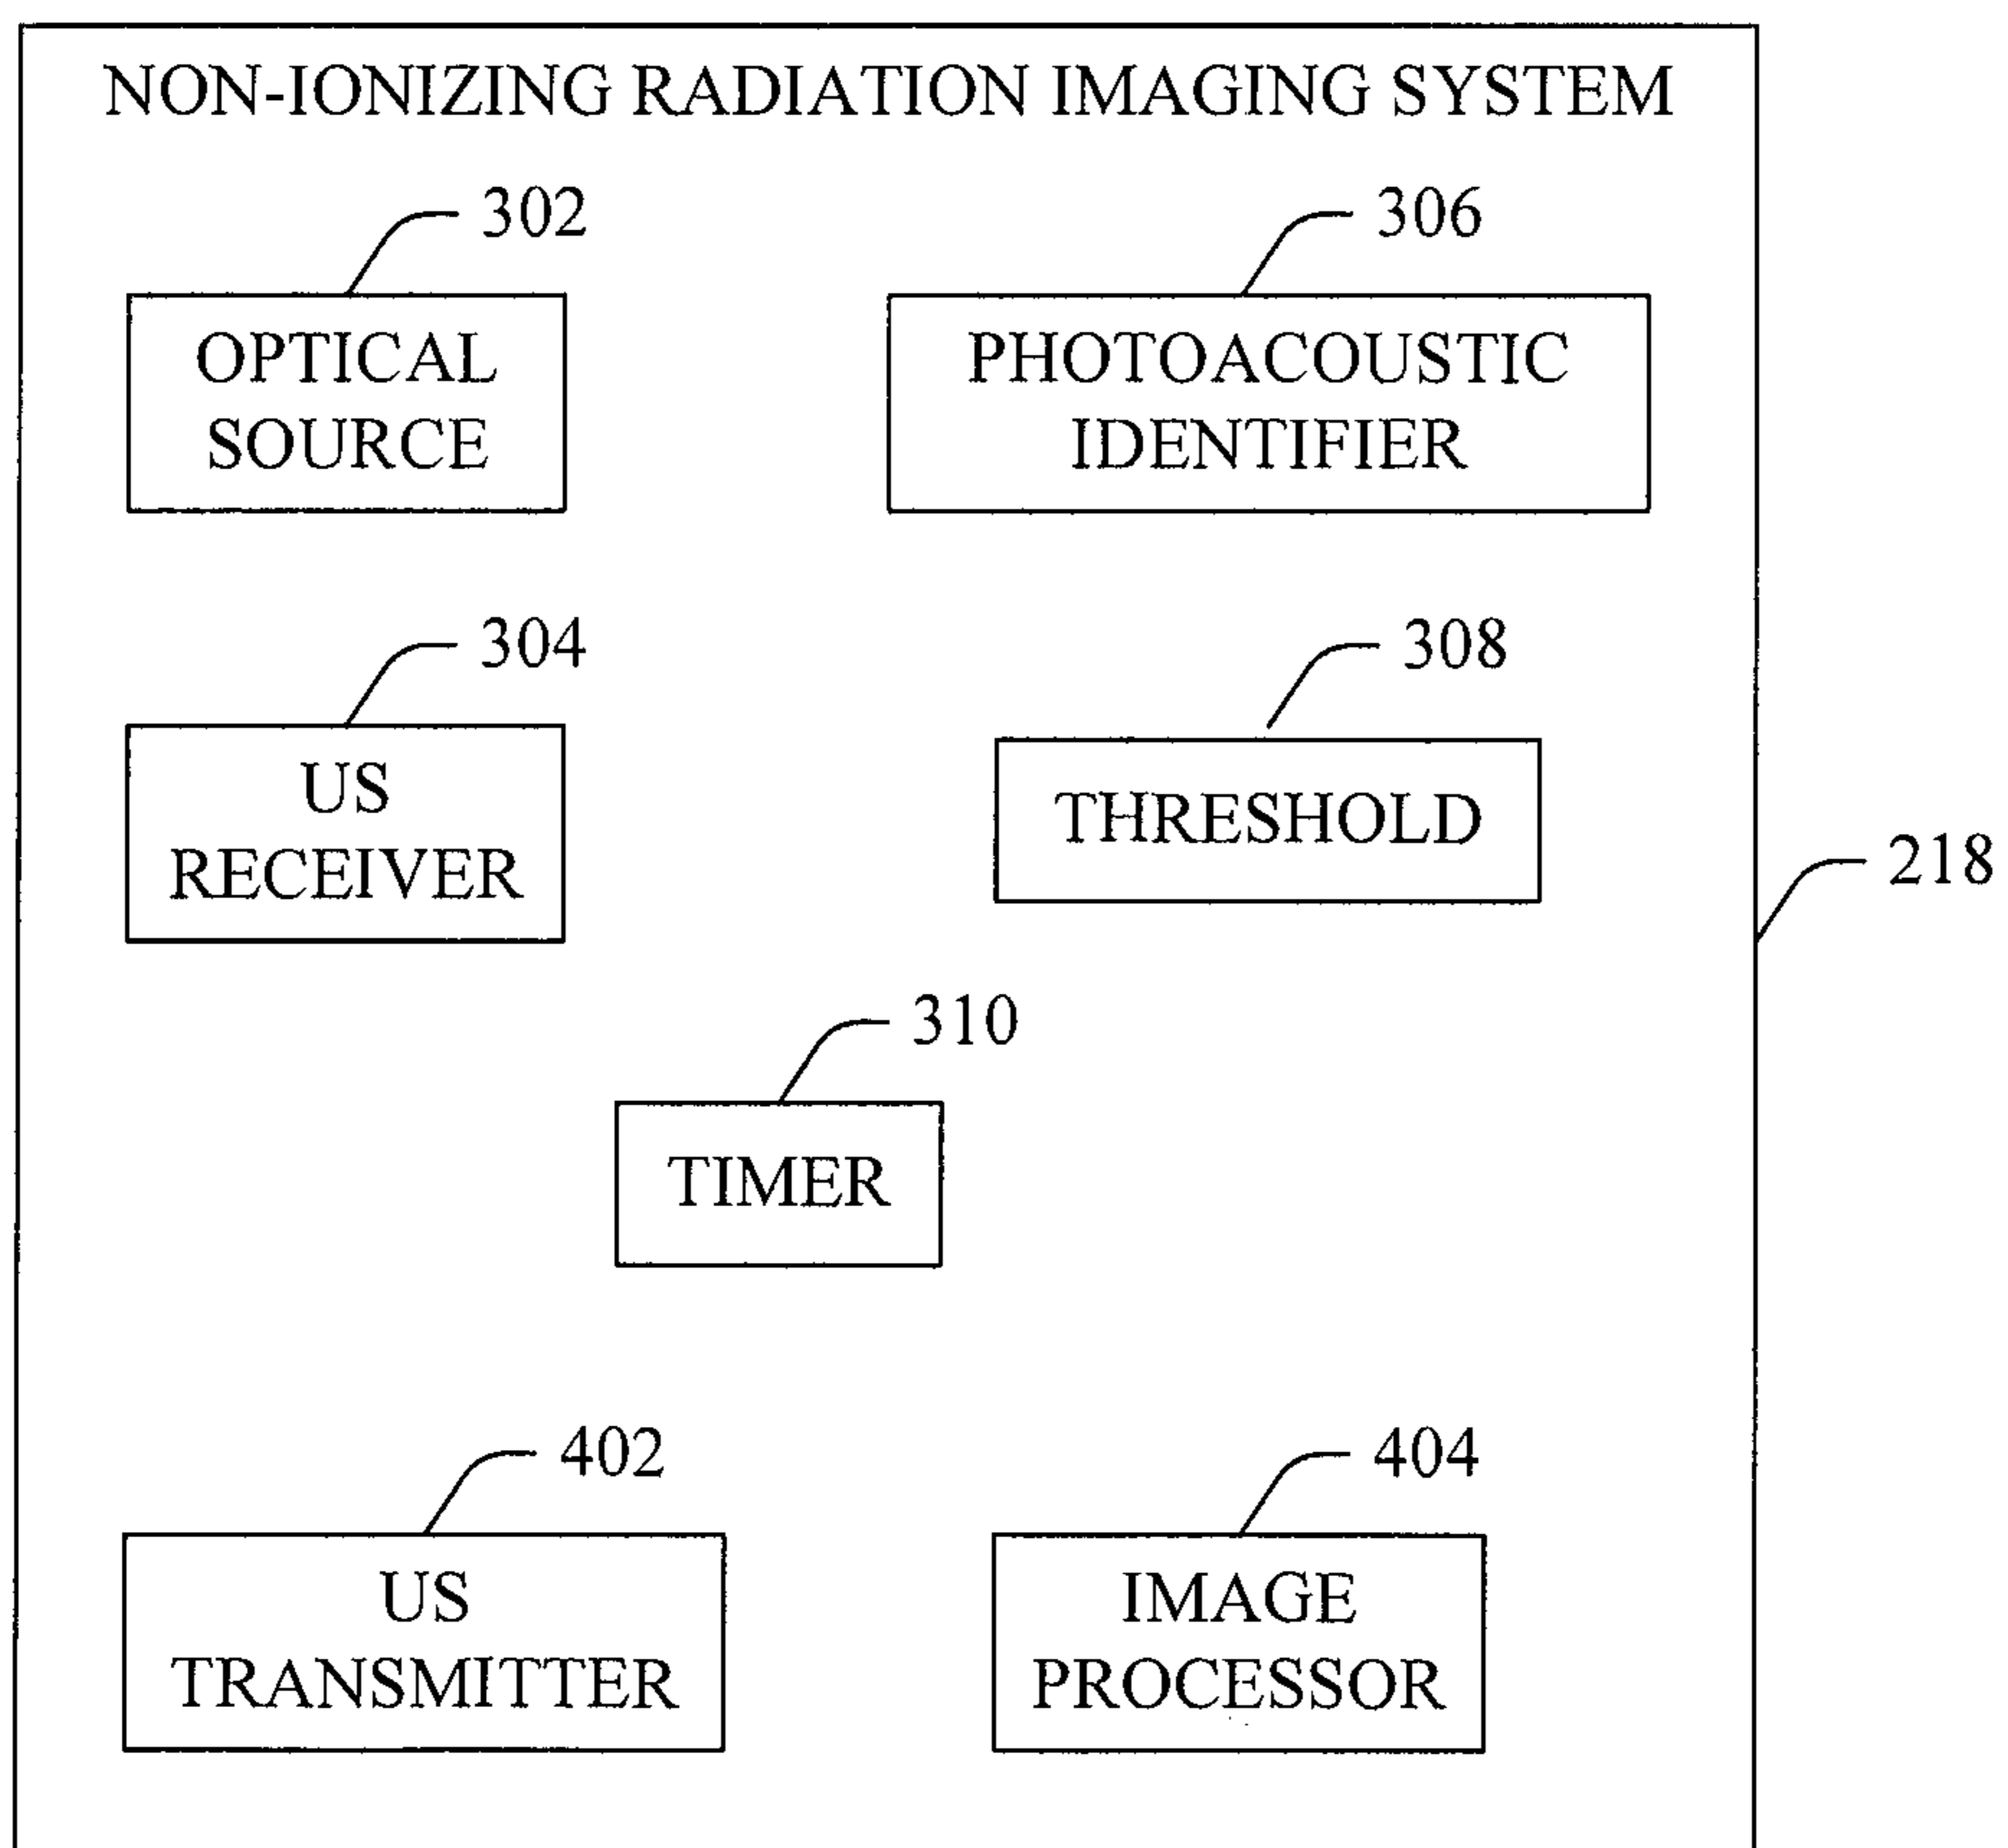 NON-IONIZING RADIATION IMAGING SYSTEM
302
306
OPTICAL
SOURCE
PHOTOACOUSTIC
IDENTIFIER
304
308
US
RECEIVER
THRESHOLD
218
310
TIMER
402
404
US
TRANSMITTER
IMAGE
PROCESSOR